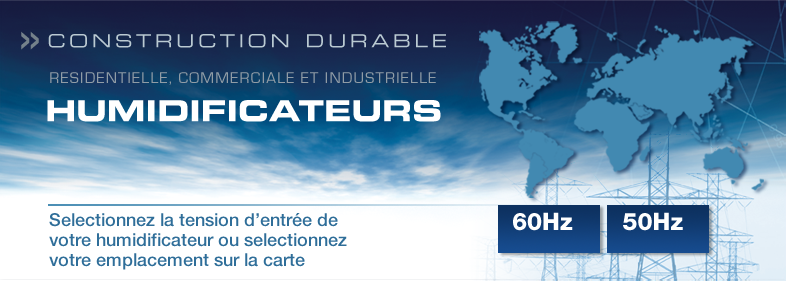 » CONSTRUCTION DURABLE
RESIDENTIELLE, COMMERCIALE ET INDUSTRIELLE
HUMIDIFICATEURS
Selectionnez la tension d'entrée de
votre humidificateur ou selectionnez
votre emplacement sur la carte
60Hz
50Hz